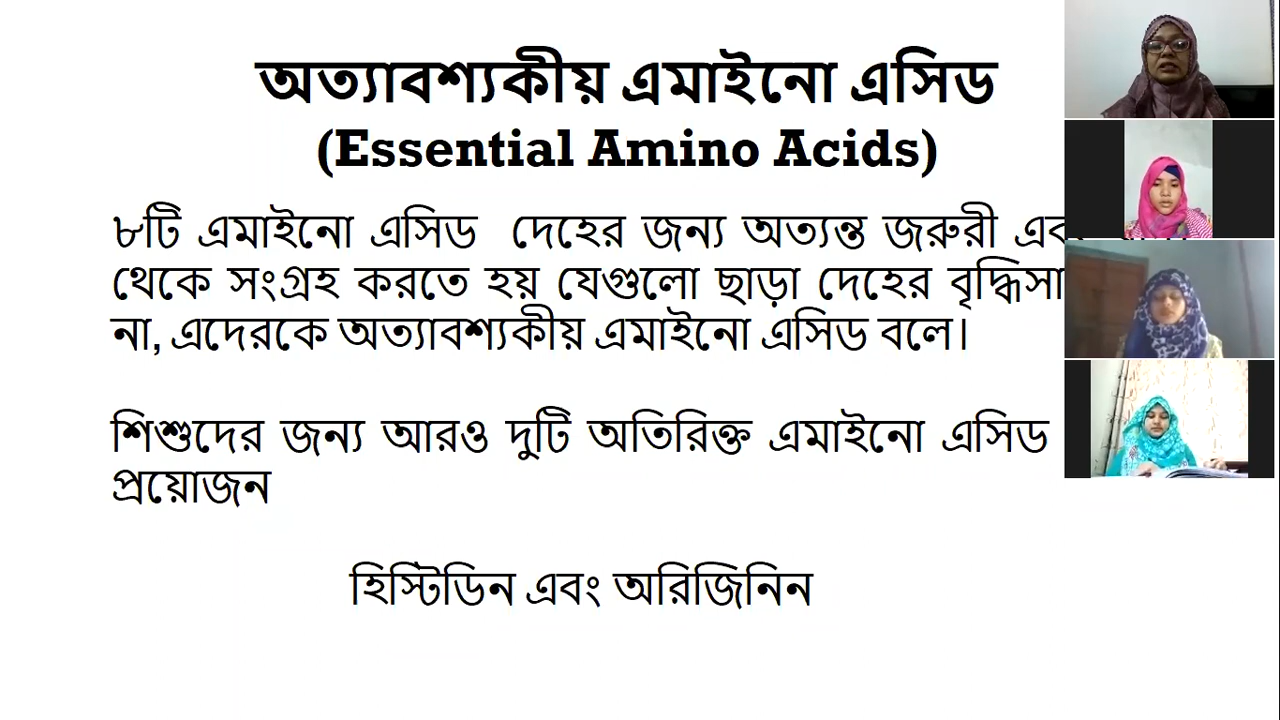 অত্যাবশ্যকীয় এমাইনো এসিড
(Essential Amino Acids)
৮টি এমাইনো এসিড দেহের জন্য অত্যন্ত জরুরী
থেকে সংগ্রহ করতে হয় যেগুলো ছাড়া দেহের
না, এদেরকে অত্যাবশ্যকীয় এমাইনো এসিড বলে।
শিশুদের জন্য আরও দুটি অতিরিক্ত এমাইনো এসিড
প্রয়োজন
হিস্টিডিন এবং অরিজিনিন